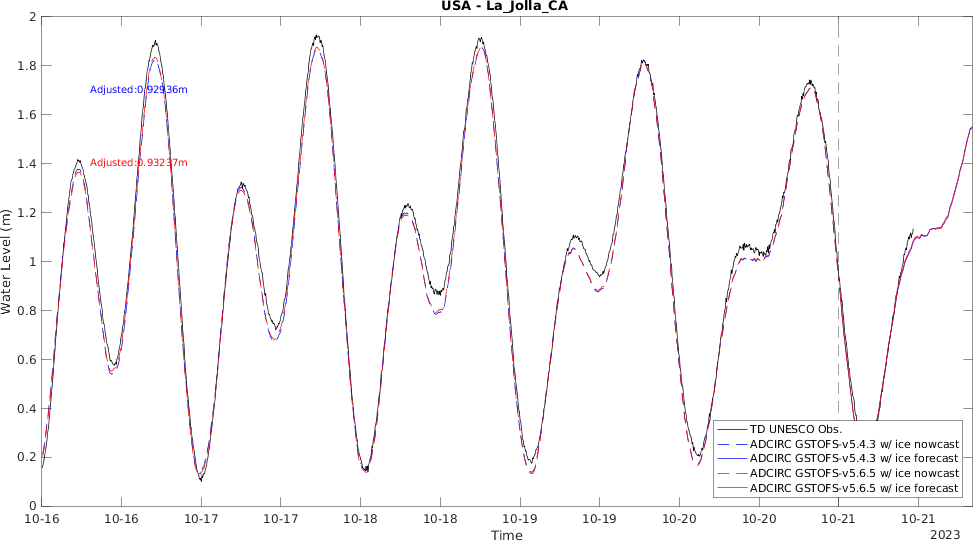 USA - La_Jolla_CA
2
1.8
1.6
1.4
1.2
1
0.8
0.6
0.4
0.2
0
Water Level (m)
Adjusted:0.92936m
Adjusted:0.93237m
TD UNESCO Obs.
ADCIRC GSTOFS-v5.4.3 w/ ice nowcast
ADCIRC GSTOFS-v5.4.3 w/ ice forecast
ADCIRC GSTOFS-v5.6.5 w/ ice nowcast
ADCIRC GSTOFS-v5.6.5 w/ ice forecast
10-16 10-16 10-17 10-17 10-18 10-18 10-19 10-19 10-20 10-20 10-21 10-21
2023
Time